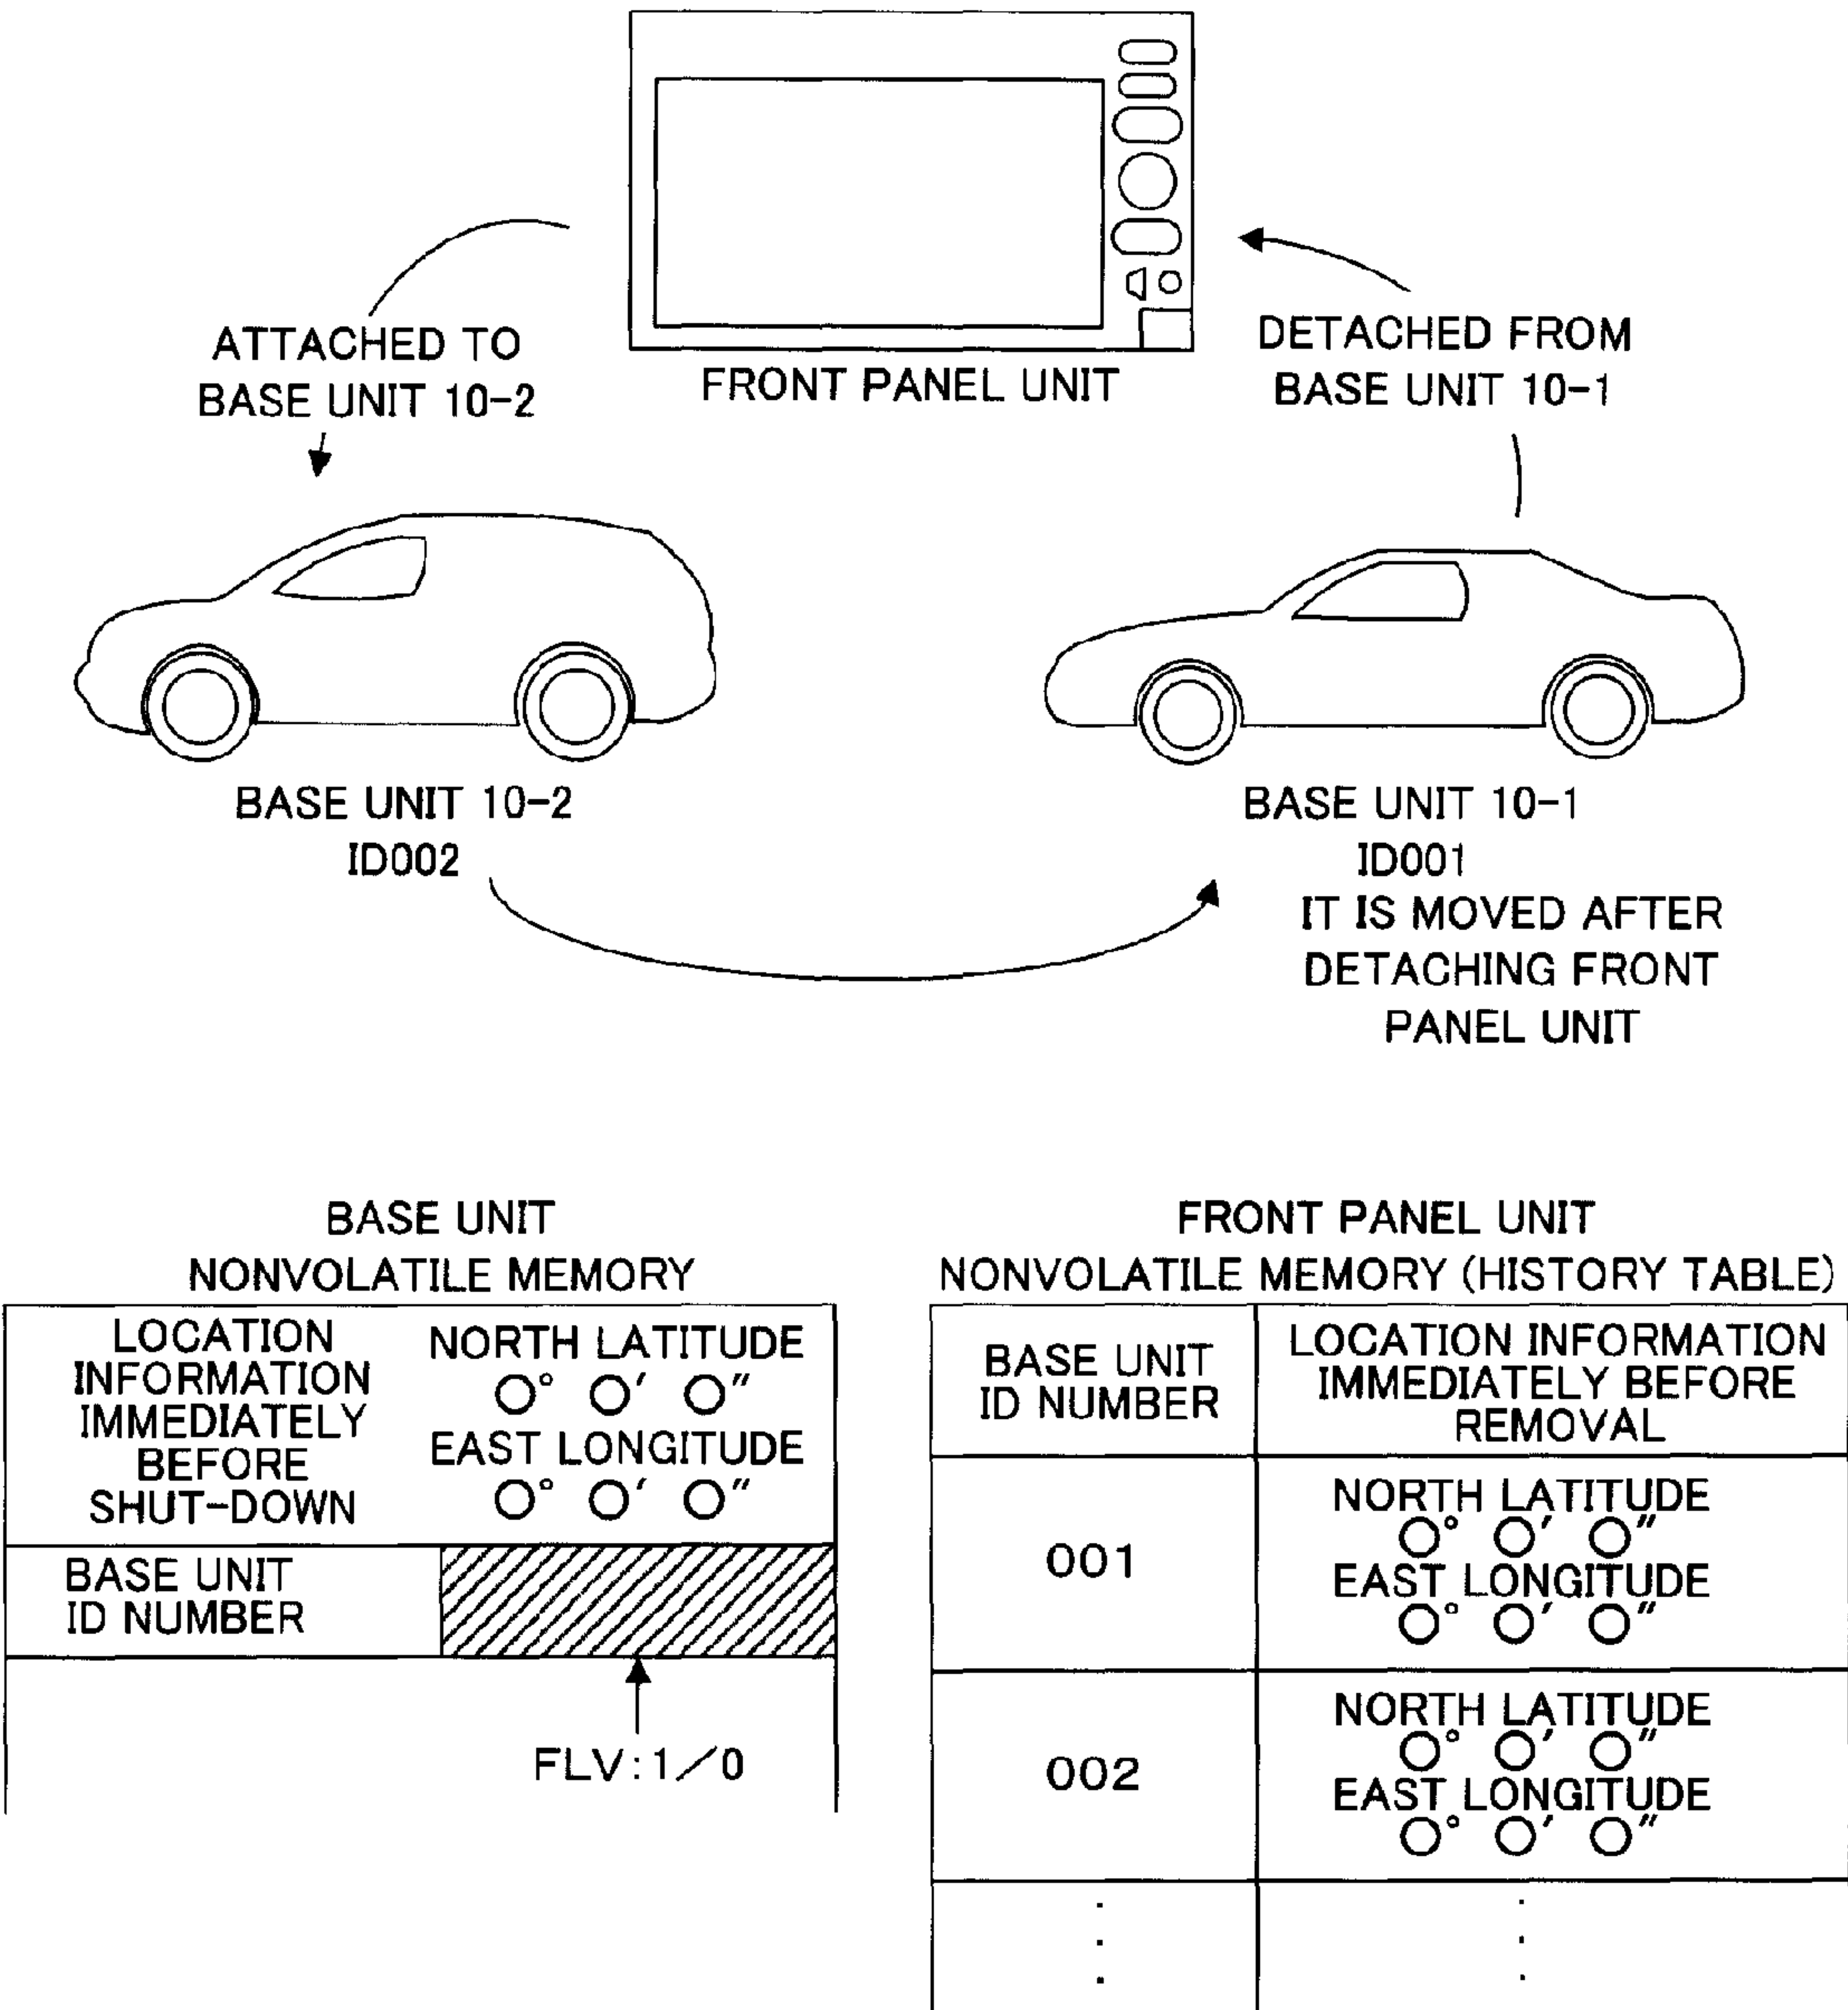 ATTACHED TO
BASE UNIT 10-2
FRONT PANEL UNIT
DETACHED FROM
BASE UNIT 10-1
BASE UNIT 10-2
ID002
BASE UNIT 10-1
ID001
IT IS MOVED AFTER
DETACHING FRONT
PANEL UNIT
BASE UNIT
NONVOLATILE MEMORY
LOCATION
INFORMATION
IMMEDIATELY
BEFORE
SHUT-DOWN
NORTH LATITUDE
○° ○′ ○″
EAST LONGITUDE
○° ○′ ○″
BASE UNIT
ID NUMBER
FLV:1/0
FRONT PANEL UNIT
NONVOLATILE MEMORY (HISTORY TABLE)
BASE UNIT
ID NUMBER
LOCATION INFORMATION
IMMEDIATELY BEFORE
REMOVAL
001
NORTH LATITUDE
○° ○′ ○″
EAST LONGITUDE
○° ○′ ○″
002
NORTH LATITUDE
○° ○′ ○″
EAST LONGITUDE
○° ○′ ○″